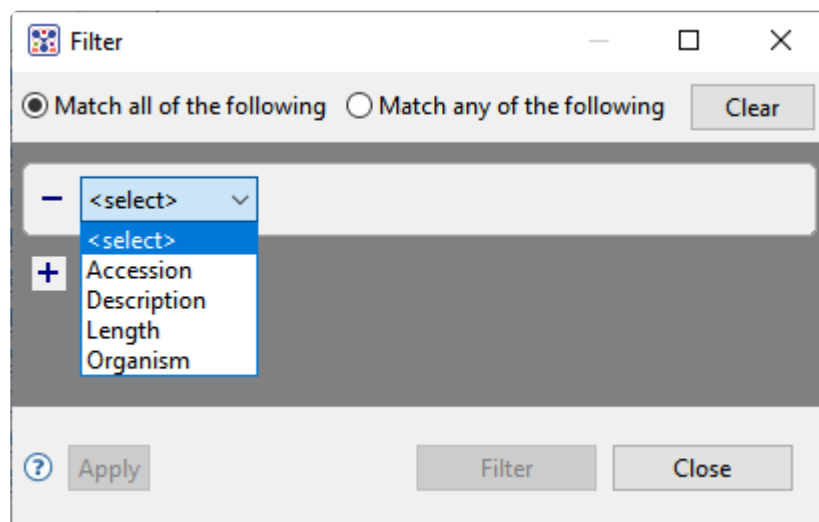 Filter
Match all of the following Match any of the following Clear
− <select>
<select>
Accession
+
Description
Length
Organism
? Apply Filter Close